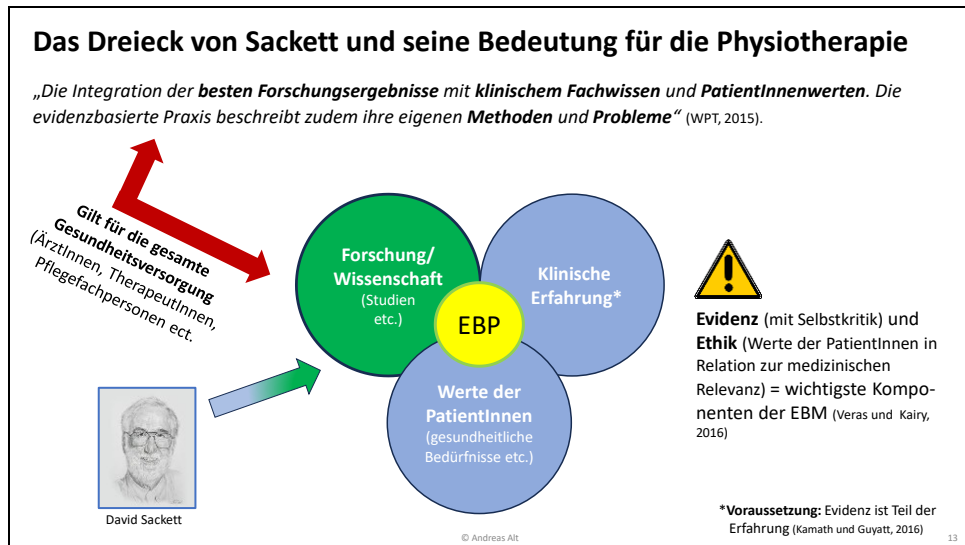 Das Dreieck von Sackett und seine Bedeutung für die Physiotherapie
„Die Integration der besten Forschungsergebnisse mit klinischem Fachwissen und PatientInnenwerten. Die
evidenzbasierte Praxis beschreibt zudem ihre eigenen Methoden und Probleme“ (WPT, 2015).
Gilt für die gesamte
Gesundheitsversorgung
(ÄrztInnen, TherapeutInnen,
Pflegefachpersonen ect.
Forschung/
Wissenschaft
(Studien
etc.)
Klinische
Erfahrung*
EBP
Werte der
PatientInnen
(gesundheitliche
Bedürfnisse etc.)
Evidenz (mit Selbstkritik) und
Ethik (Werte der PatientInnen in
Relation zur medizinischen
Relevanz) = wichtigste Kompo-
nenten der EBM (Veras und Kairy,
2016)
David Sackett
*Voraussetzung: Evidenz ist Teil der
Erfahrung (Kamath und Guyatt, 2016)
© Andreas Alt
13